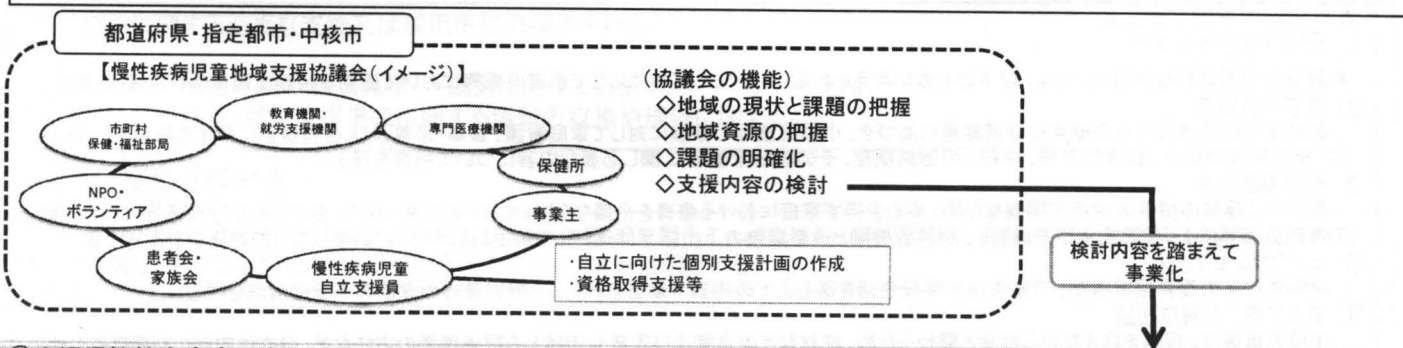 都道府県・指定都市・中核市
【慢性疾病児童地域支援協議会(イメージ)】
市町村
保健・福祉部局
教育機関・
就労支援機関
専門医療機関
保健所
事業主
慢性疾病児童
自立支援員
患者会・
家族会
NPO・
ボランティア
(協議会の機能)
◇地域の現状と課題の把握
◇地域資源の把握
◇課題の明確化
◇支援内容の検討
・自立に向けた個別支援計画の作成
・資格取得支援等
検討内容を踏まえて
事業化